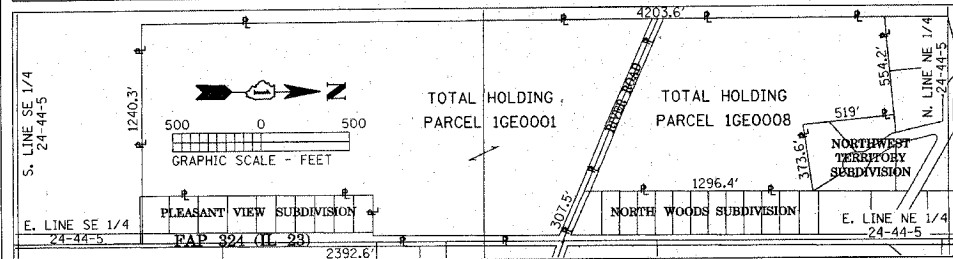 4203.6'
S. LINE SE 1/4
24-44-5
1240.3'
N
500 0 500
GRAPHIC SCALE - FEET
TOTAL HOLDING
PARCEL 1GE0001
RIVER ROAD
TOTAL HOLDING
PARCEL 1GE0008
554.2'
N. LINE NE 1/4
24-44-5
519'
373.6'
NORTHWEST
TERRITORY
SUBDIVISION
1296.4'
307.5'
PLEASANT VIEW SUBDIVISION
NORTH WOODS SUBDIVISION
E. LINE SE 1/4
24-44-5
FAP 324 (IL 23)
2392.6'
E. LINE NE 1/4
24-44-5